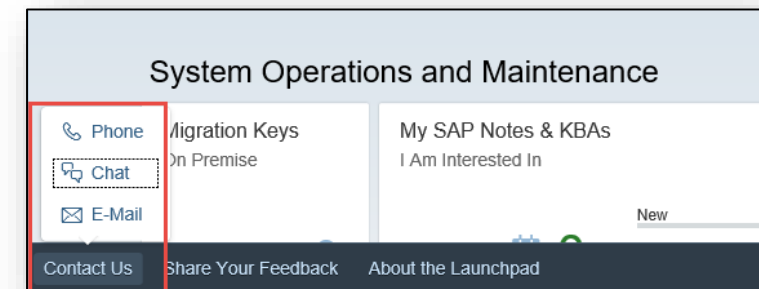 System Operations and Maintenance
Phone
Chat
E-Mail
Migration Keys
On Premise
My SAP Notes & KBAs
I Am Interested In
New
Contact Us
Share Your Feedback
About the Launchpad